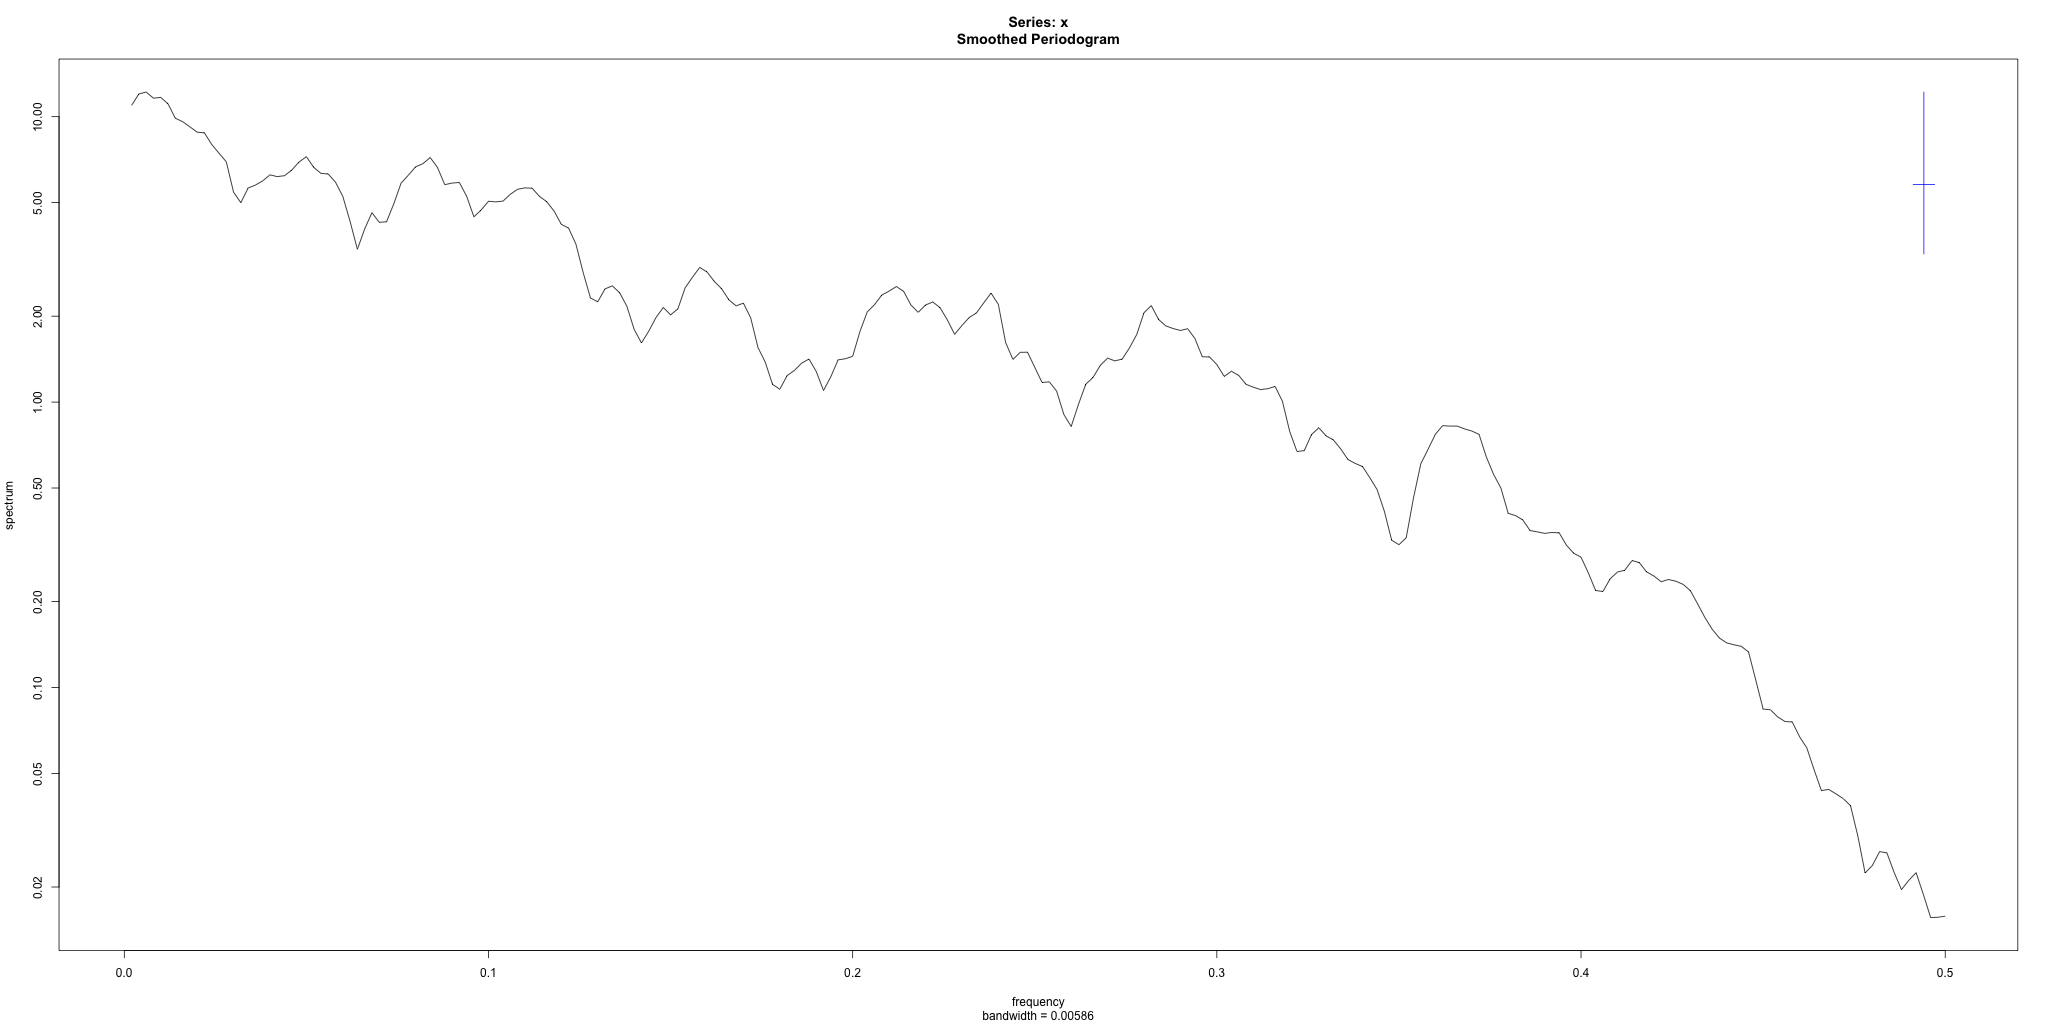 Series: x
Smoothed Periodogram
spectrum
10.00
5.00
2.00
1.00
0.50
0.20
0.10
0.05
0.02
0.0 0.1 0.2 0.3 0.4 0.5
frequency
bandwidth = 0.00586